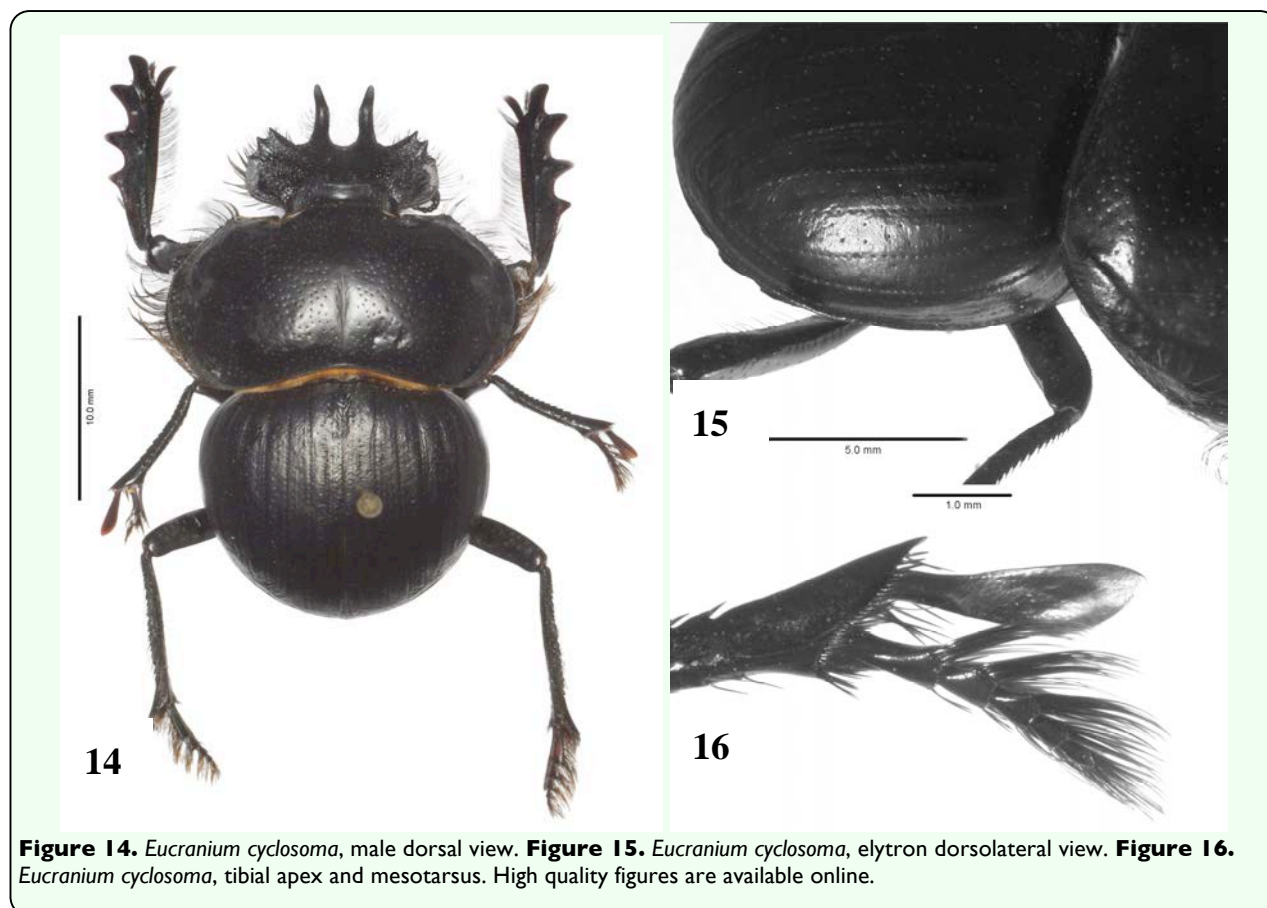 10.0 mm
14
15
5.0 mm
1.0 mm
16
Figure 14. Eucranium cyclosoma, male dorsal view. Figure 15. Eucranium cyclosoma, elytron dorsolateral view. Figure 16.
Eucranium cyclosoma, tibial apex and mesotarsus. High quality figures are available online.